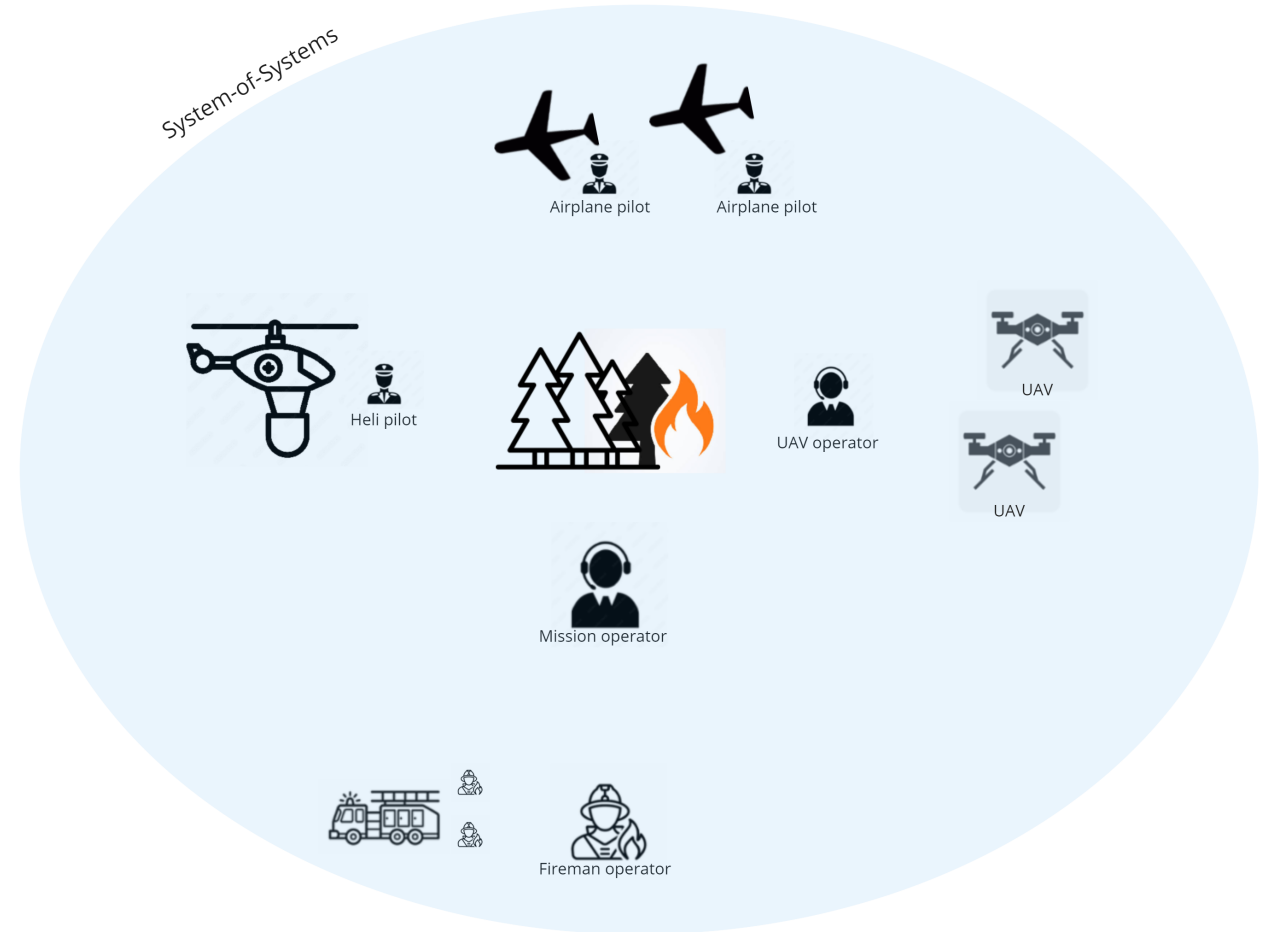 System-of-Systems
Airplane pilot
Airplane pilot
Heli pilot
UAV operator
UAV
UAV
Mission operator
Fireman operator